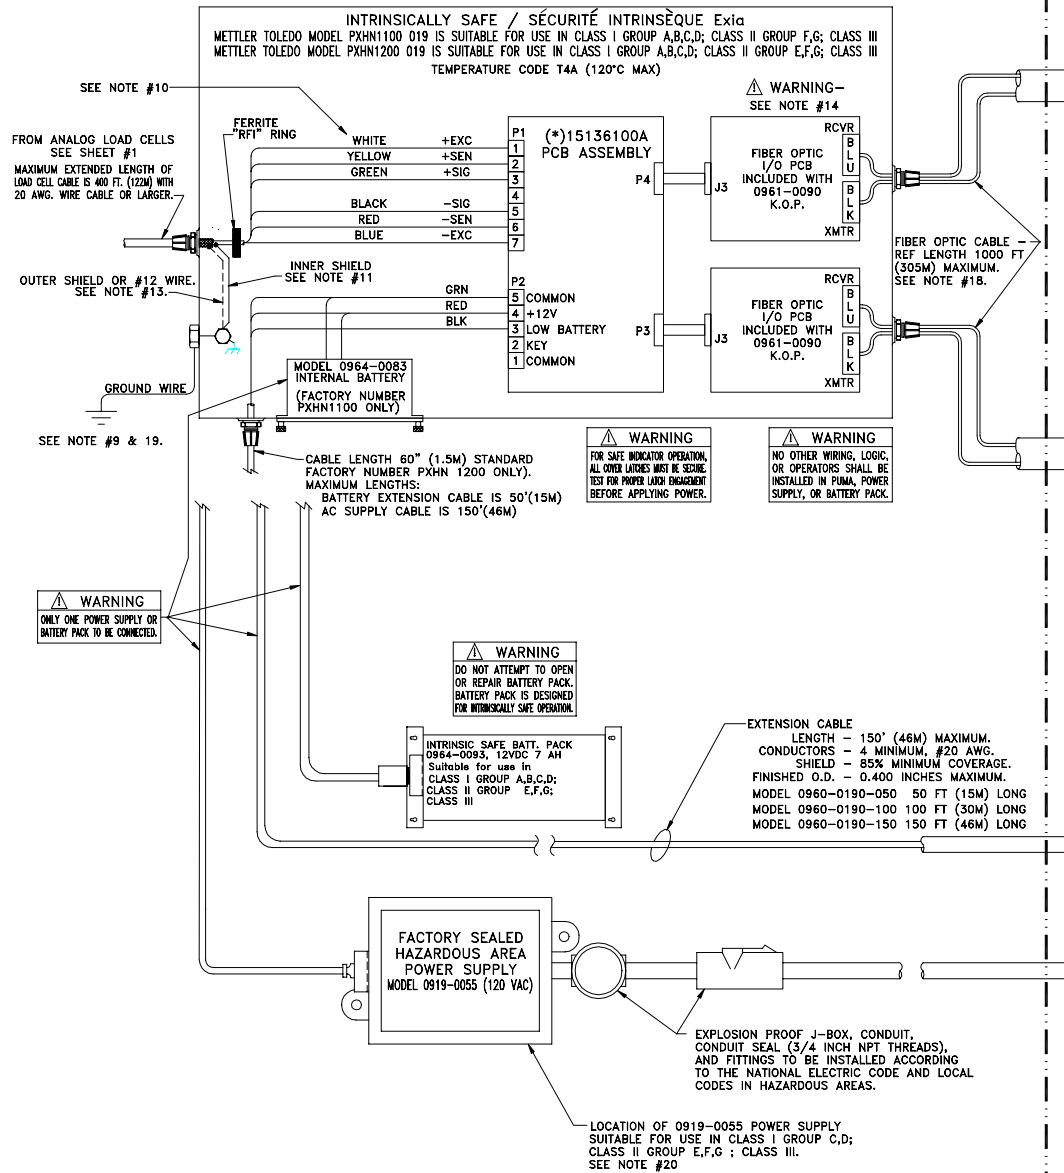 INTRINSICALLY SAFE / SÉCURITÉ INTRINSÈQUE Exia
METTLER TOLEDO MODEL PXHN1100 019 IS SUITABLE FOR USE IN CLASS I GROUP A,B,C,D; CLASS II GROUP F,G; CLASS III
METTLER TOLEDO MODEL PXHN1200 019 IS SUITABLE FOR USE IN CLASS I GROUP A,B,C,D; CLASS II GROUP E,F,G; CLASS III
TEMPERATURE CODE T4A (120°C MAX)
SEE NOTE #10
FERRITE
"RFI" RING
FROM ANALOG LOAD CELLS
SEE SHEET #1
MAXIMUM EXTENDED LENGTH OF
LOAD CELL CABLE IS 400 FT. (122M) WITH
20 AWG. WIRE CABLE OR LARGER.
WHITE +EXC
YELLOW +SEN
GREEN +SIG
BLACK -SIG
RED -SEN
BLUE -EXC
P1
1
2
3
4
5
6
7
(*)15136100A
PCB ASSEMBLY
P4
J3
WARNING-
SEE NOTE #14
RCVR
FIBER OPTIC
I/O PCB
INCLUDED WITH
0961-0090
K.O.P.
BLU
BLK
XMTR
FIBER OPTIC CABLE -
REF LENGTH 1000 FT
(305M) MAXIMUM.
SEE NOTE #18.
OUTER SHIELD OR #12 WIRE.
SEE NOTE #13.
INNER SHIELD
SEE NOTE #11
GRN
RED
BLK
P2
5 COMMON
4 +12V
3 LOW BATTERY
2 KEY
1 COMMON
P3
J3
RCVR
FIBER OPTIC
I/O PCB
INCLUDED WITH
0961-0090
K.O.P.
BLU
BLK
XMTR
MODEL 0964-0083
INTERNAL BATTERY
(FACTORY NUMBER
PXHN1100 ONLY)
GROUND WIRE
SEE NOTE #9 & 19.
CABLE LENGTH 60" (1.5M) STANDARD
FACTORY NUMBER PXHN 1200 ONLY).
MAXIMUM LENGTHS:
BATTERY EXTENSION CABLE IS 50'(15M)
AC SUPPLY CABLE IS 150'(46M)
WARNING
FOR SAFE INDICATOR OPERATION,
ALL COVER LATCHES MUST BE SECURE.
TEST FOR PROPER LATCH ENGAGEMENT
BEFORE APPLYING POWER.
WARNING
NO OTHER WIRING, LOGIC,
OR OPERATORS SHALL BE
INSTALLED IN PUMA, POWER
SUPPLY, OR BATTERY PACK.
WARNING
ONLY ONE POWER SUPPLY OR
BATTERY PACK TO BE CONNECTED.
WARNING
DO NOT ATTEMPT TO OPEN
OR REPAIR BATTERY PACK.
BATTERY PACK IS DESIGNED
FOR INTRINSICALLY SAFE OPERATION.
INTRINSIC SAFE BATT. PACK
0964-0093, 12VDC 7 AH
Suitable for use in
CLASS I GROUP A,B,C,D;
CLASS II GROUP E,F,G;
CLASS III
EXTENSION CABLE
LENGTH - 150' (46M) MAXIMUM.
CONDUCTORS - 4 MINIMUM, #20 AWG.
SHIELD - 85% MINIMUM COVERAGE.
FINISHED O.D. - 0.400 INCHES MAXIMUM.
MODEL 0960-0190-050 50 FT (15M) LONG
MODEL 0960-0190-100 100 FT (30M) LONG
MODEL 0960-0190-150 150 FT (46M) LONG
FACTORY SEALED
HAZARDOUS AREA
POWER SUPPLY
MODEL 0919-0055 (120 VAC)
EXPLOSION PROOF J-BOX, CONDUIT,
CONDUIT SEAL (3/4 INCH NPT THREADS),
AND FITTINGS TO BE INSTALLED ACCORDING
TO THE NATIONAL ELECTRIC CODE AND LOCAL
CODES IN HAZARDOUS AREAS.
LOCATION OF 0919-0055 POWER SUPPLY
SUITABLE FOR USE IN CLASS I GROUP C,D;
CLASS II GROUP E,F,G ; CLASS III.
SEE NOTE #20